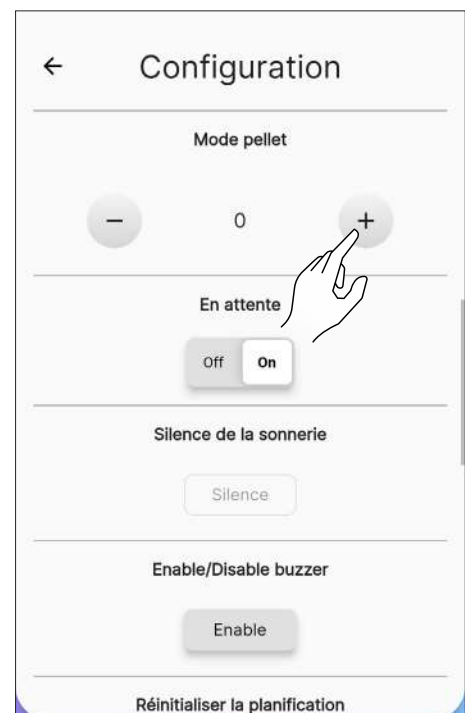 ← Configuration
Mode pellet
− 0 +
En attente
Off On
Silence de la sonnerie
Silence
Enable/Disable buzzer
Enable
Réinitialiser la planification